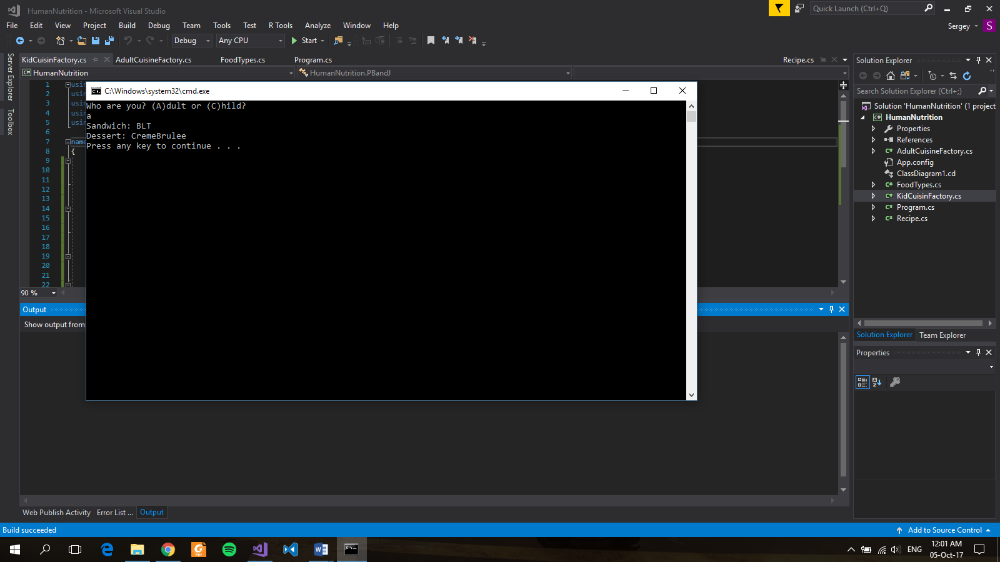 HumanNutrition - Microsoft Visual Studio
Quick Launch (Ctrl+Q)
File Edit View Project Build Debug Team Tools Test R Tools Analyze Window Help
Sergey S
Debug Any CPU Start
Server Explorer
Toolbox
KidCuisinFactory.cs AdultCuisineFactory.cs FoodTypes.cs Program.cs Recipe.cs
C# HumanNutrition HumanNutrition.PBandJ
1 usin
2 usin
3 usin
4 usin
5 usin
6
7 name
8 {
9
10
11
12
13
14
15
16
17
18
19
20
21
22
90 %
C:\Windows\system32\cmd.exe
Who are you? (A)dult or (C)hild?
a
Sandwich: BLT
Dessert: CremeBrulee
Press any key to continue . . .
Output
Show output from:
Web Publish Activity Error List ... Output
Solution Explorer
Search Solution Explorer (Ctrl+;)
Solution 'HumanNutrition' (1 project
C# HumanNutrition
Properties
References
C# AdultCuisineFactory.cs
App.config
ClassDiagram1.cd
C# FoodTypes.cs
C# KidCuisinFactory.cs
C# Program.cs
C# Recipe.cs
Solution Explorer Team Explorer
Properties
Build succeeded
Add to Source Control
ENG
12:01 AM
05-Oct-17